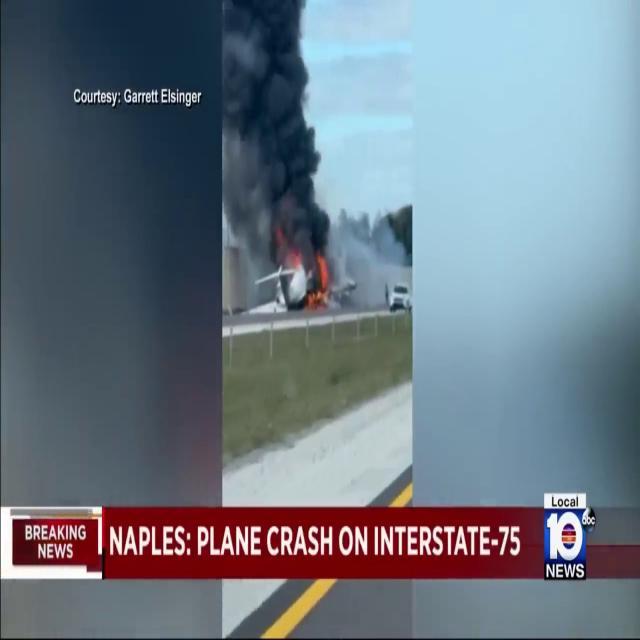 Courtesy: Garrett Elsinger
BREAKING
NEWS
NAPLES: PLANE CRASH ON INTERSTATE-75
Local
10
abc
NEWS